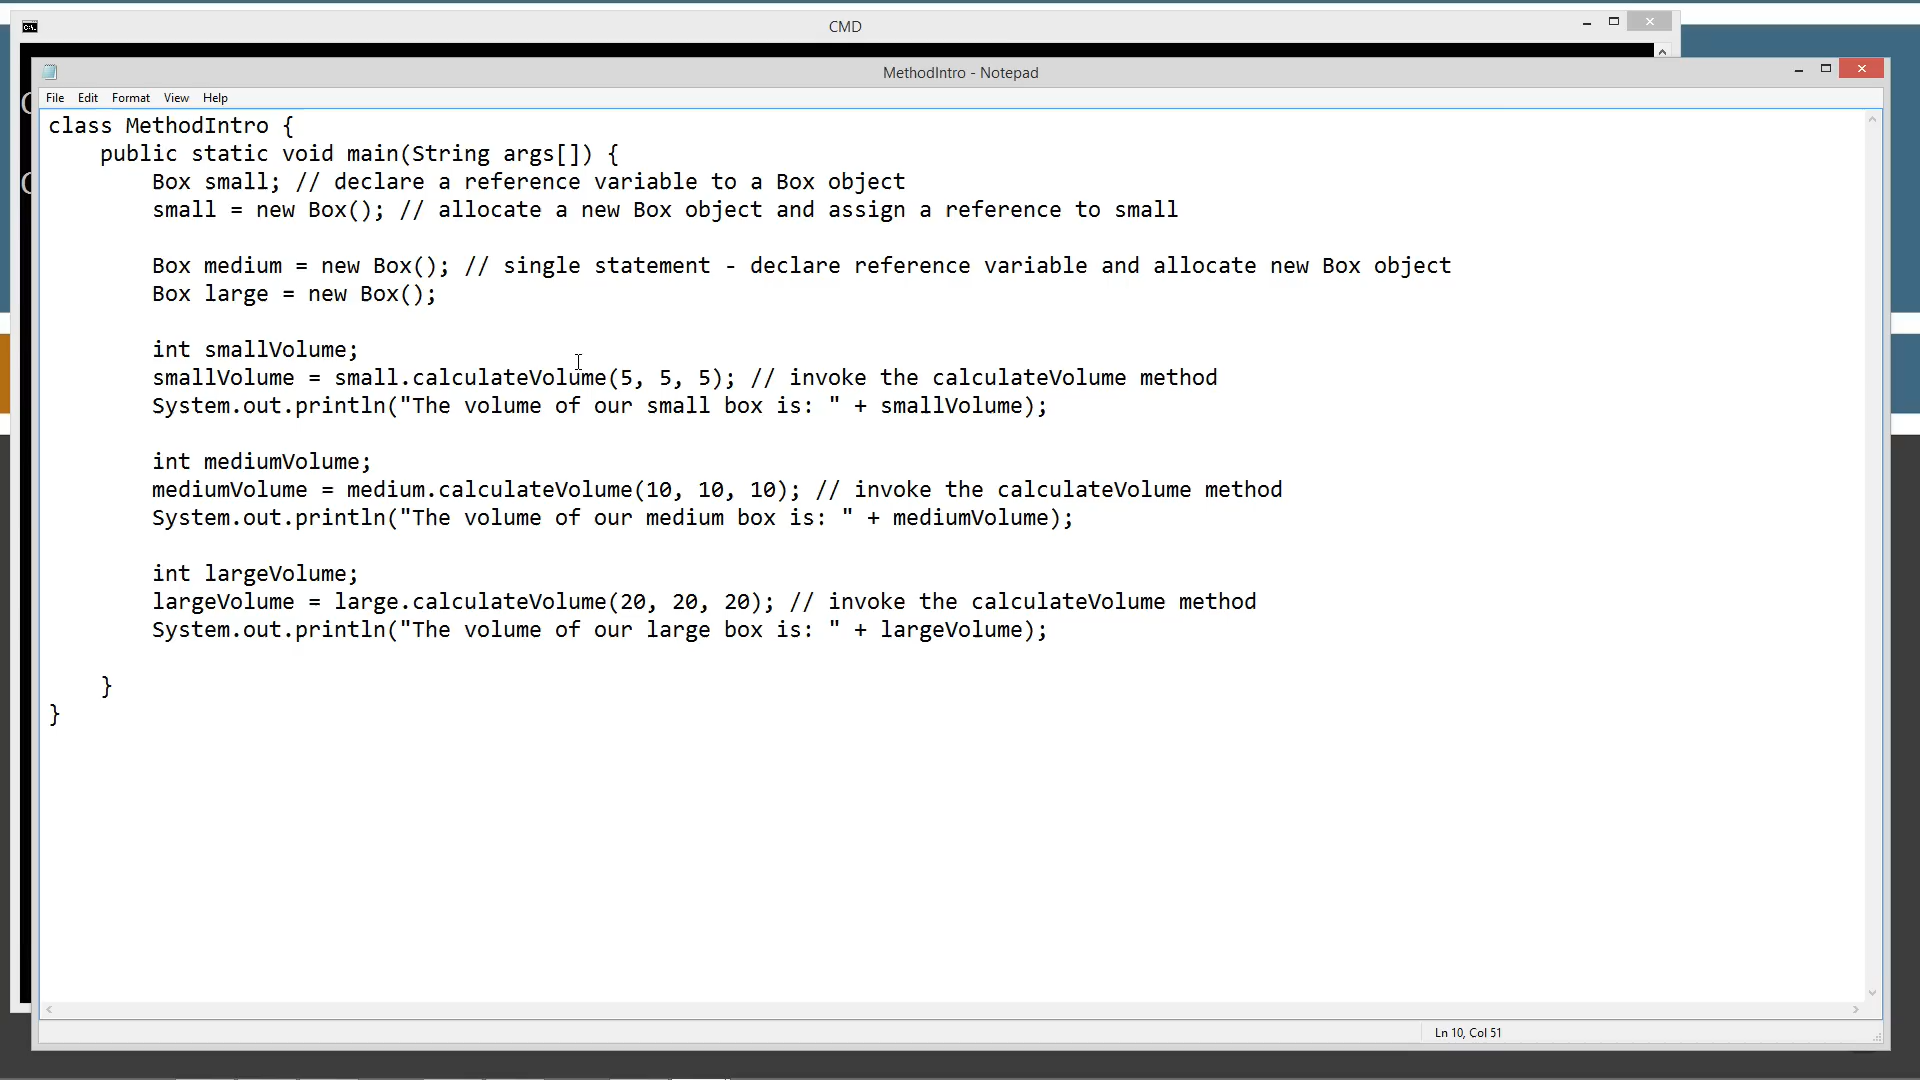 CMD
MethodIntro - Notepad
File Edit Format View Help
class MethodIntro {
    public static void main(String args[]) {
        Box small; // declare a reference variable to a Box object
        small = new Box(); // allocate a new Box object and assign a reference to small

        Box medium = new Box(); // single statement - declare reference variable and allocate new Box object
        Box large = new Box();

        int smallVolume;
        smallVolume = small.calculateVolume(5, 5, 5); // invoke the calculateVolume method
        System.out.println("The volume of our small box is: " + smallVolume);

        int mediumVolume;
        mediumVolume = medium.calculateVolume(10, 10, 10); // invoke the calculateVolume method
        System.out.println("The volume of our medium box is: " + mediumVolume);

        int largeVolume;
        largeVolume = large.calculateVolume(20, 20, 20); // invoke the calculateVolume method
        System.out.println("The volume of our large box is: " + largeVolume);

    }
}
Ln 10, Col 51